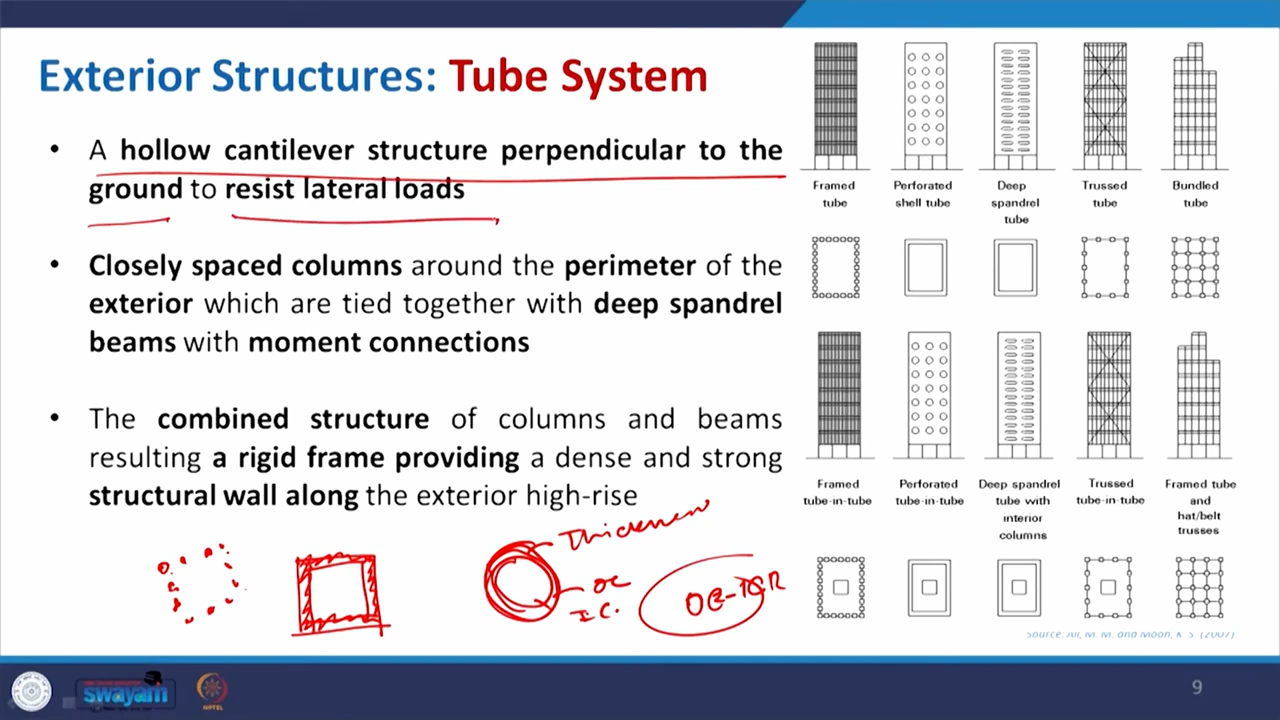 Exterior Structures: Tube System
• A hollow cantilever structure perpendicular to the
ground to resist lateral loads
• Closely spaced columns around the perimeter of the
exterior which are tied together with deep spandrel
beams with moment connections
• The combined structure of columns and beams
resulting a rigid frame providing a dense and strong
structural wall along the exterior high-rise
Thickness
OC
I.C.
Framed
tube
Perforated
shell tube
Deep
spandrel
tube
Trussed
tube
Bundled
tube
Framed
tube-in-tube
Perforated
tube-in-tube
Deep spandrel
tube with
interior
columns
Trussed
tube-in-tube
Framed tube
and
hat/belt
trusses
Source: Ali, M. M. and Moon, K. S. (2007)
swayam
NPTEL
9